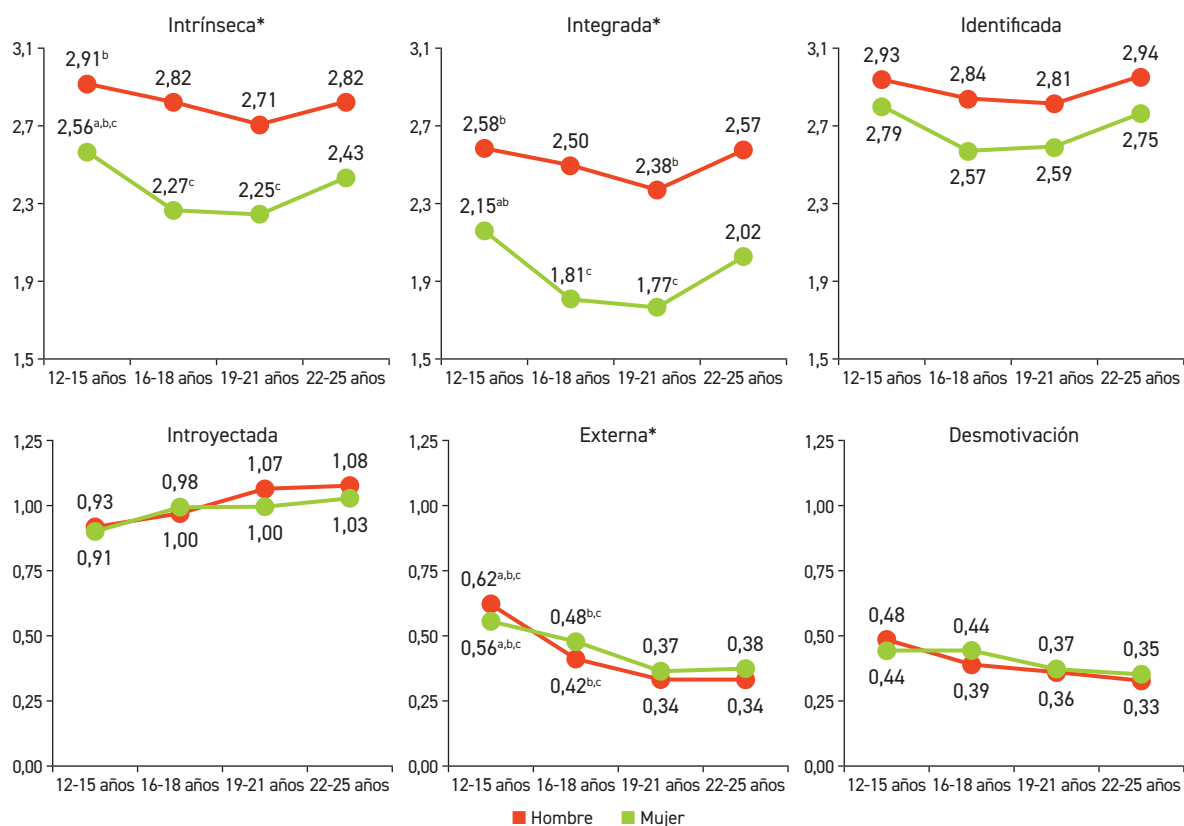 Intrínseca*
3,1
2,7
2,3
1,9
1,5
2,91b
2,82
2,71
2,82
2,56a,b,c
2,27c
2,25c
2,43
12-15 años 16-18 años 19-21 años 22-25 años
Integrada*
3,1
2,7
2,3
1,9
1,5
2,58b
2,50
2,38b
2,57
2,15ab
1,81c
1,77c
2,02
12-15 años 16-18 años 19-21 años 22-25 años
Identificada
3,1
2,7
2,3
1,9
1,5
2,93
2,84
2,81
2,94
2,79
2,57
2,59
2,75
12-15 años 16-18 años 19-21 años 22-25 años
Introyectada
1,25
1,00
0,75
0,50
0,25
0,00
0,93
0,98
1,07
1,08
0,91
1,00
1,00
1,03
12-15 años 16-18 años 19-21 años 22-25 años
Externa*
1,25
1,00
0,75
0,50
0,25
0,00
0,62a,b,c
0,48b,c
0,37
0,38
0,56a,b,c
0,42b,c
0,34
0,34
12-15 años 16-18 años 19-21 años 22-25 años
Desmotivación
1,25
1,00
0,75
0,50
0,25
0,00
0,48
0,44
0,37
0,35
0,44
0,39
0,36
0,33
12-15 años 16-18 años 19-21 años 22-25 años
Hombre Mujer